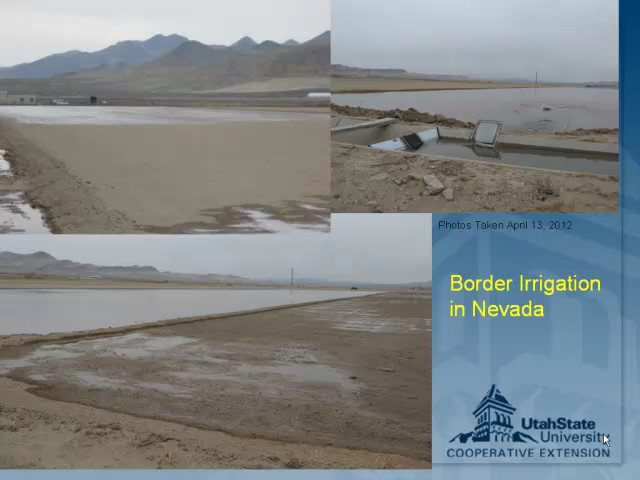 Photos Taken April 13, 2012
Border Irrigation
in Nevada
UtahState
University
COOPERATIVE EXTENSION